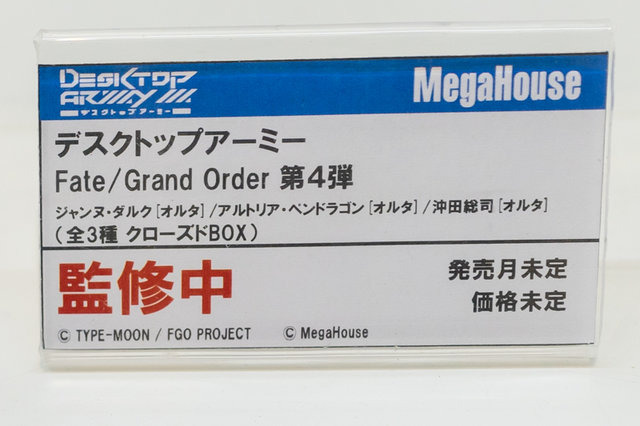 DESKTOP
ARMY
デスクトップアーミー
MegaHouse
デスクトップアーミー
Fate/Grand Order 第4弾
ジャンヌ・ダルク[オルタ]/アルトリア・ペンドラゴン[オルタ]/沖田総司[オルタ]
(全3種 クローズドBOX)
監修中
発売月未定
価格未定
© TYPE-MOON / FGO PROJECT © MegaHouse